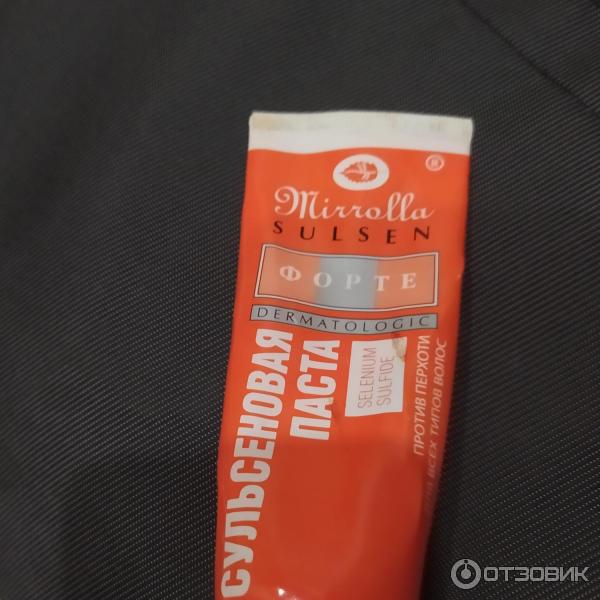 ®
Mirrolla
SULSEN
ФОРТЕ
DERMATOLOGIC
СУЛЬСЕНОВАЯ
ПАСТА
SELENIUM
SULFIDE
ПРОТИВ ПЕРХОТИ
ДЛЯ ВСЕХ ТИПОВ ВОЛОС
ОТЗОВИК